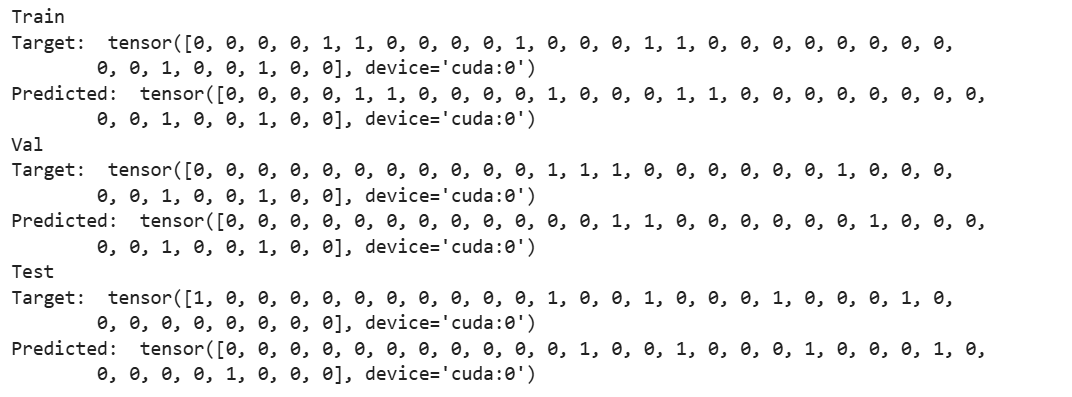 Train
Target:  tensor([0, 0, 0, 0, 1, 1, 0, 0, 0, 0, 1, 0, 0, 0, 1, 1, 0, 0, 0, 0, 0, 0, 0, 0,
0, 0, 1, 0, 0, 1, 0, 0], device='cuda:0')
Predicted:  tensor([0, 0, 0, 0, 1, 1, 0, 0, 0, 0, 1, 0, 0, 0, 1, 1, 0, 0, 0, 0, 0, 0, 0, 0,
0, 0, 1, 0, 0, 1, 0, 0], device='cuda:0')
Val
Target:  tensor([0, 0, 0, 0, 0, 0, 0, 0, 0, 0, 0, 1, 1, 1, 0, 0, 0, 0, 0, 0, 1, 0, 0, 0,
0, 0, 1, 0, 0, 1, 0, 0], device='cuda:0')
Predicted:  tensor([0, 0, 0, 0, 0, 0, 0, 0, 0, 0, 0, 0, 1, 1, 0, 0, 0, 0, 0, 0, 1, 0, 0, 0,
0, 0, 1, 0, 0, 1, 0, 0], device='cuda:0')
Test
Target:  tensor([1, 0, 0, 0, 0, 0, 0, 0, 0, 0, 0, 1, 0, 0, 1, 0, 0, 0, 1, 0, 0, 0, 1, 0,
0, 0, 0, 0, 0, 0, 0, 0], device='cuda:0')
Predicted:  tensor([0, 0, 0, 0, 0, 0, 0, 0, 0, 0, 0, 1, 0, 0, 1, 0, 0, 0, 1, 0, 0, 0, 1, 0,
0, 0, 0, 0, 1, 0, 0, 0], device='cuda:0')